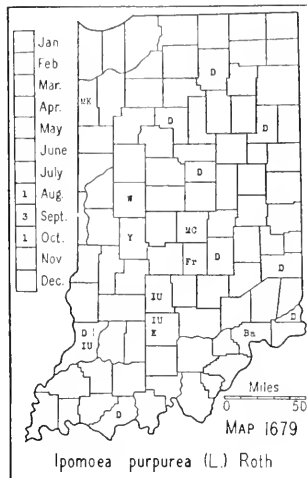 Jan
Feb
Mar.
Apr.
May
June
July
1 Aug.
3 Sept.
1 Oct.
Nov
Dec.
D
MK
D
D
D
W
Y
MC
Fr
D
D
IU
D
IU
K
D
IU
Bn
D
Miles
0 50
MAP 1679
Ipomoea purpurea (L.) Roth